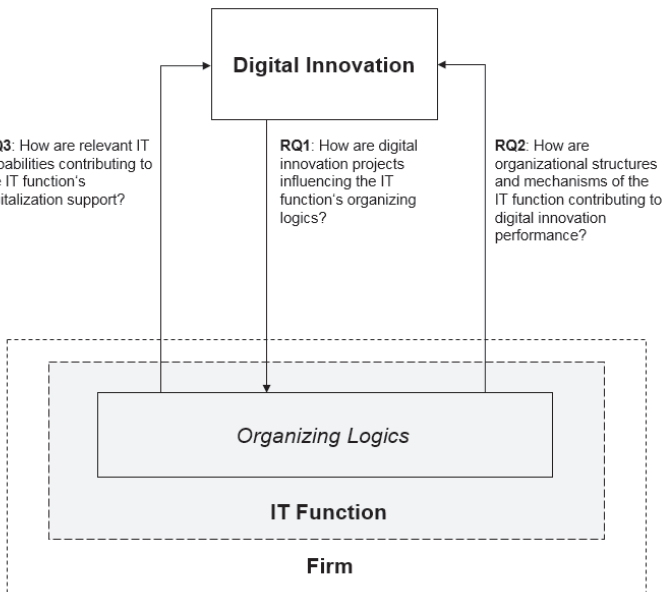 Digital Innovation
Q3: How are relevant IT
pabilities contributing to
e IT function‘s
italization support?
RQ1: How are digital
innovation projects
influencing the IT
function‘s organizing
logics?
RQ2: How are
organizational structures
and mechanisms of the
IT function contributing to
digital innovation
performance?
Organizing Logics
IT Function
Firm